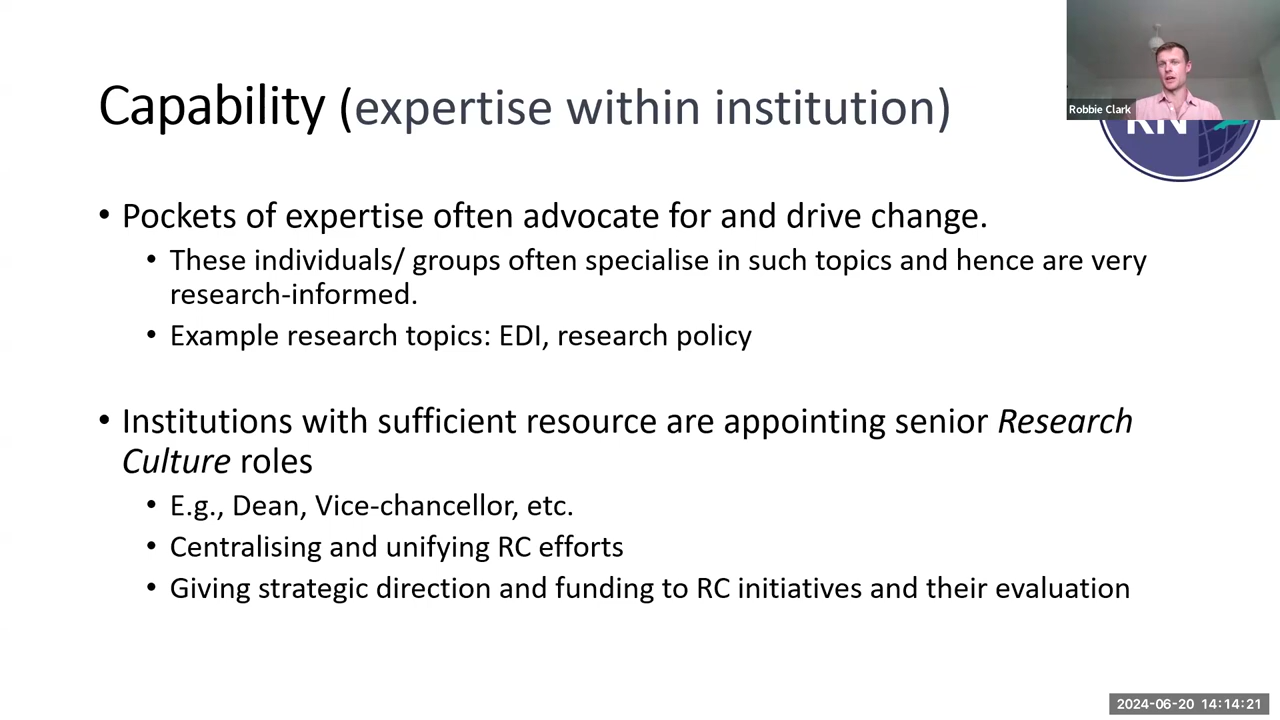 Capability (expertise within institution)
Robbie Clark
RN
• Pockets of expertise often advocate for and drive change.
• These individuals/ groups often specialise in such topics and hence are very
research-informed.
• Example research topics: EDI, research policy
• Institutions with sufficient resource are appointing senior Research
Culture roles
• E.g., Dean, Vice-chancellor, etc.
• Centralising and unifying RC efforts
• Giving strategic direction and funding to RC initiatives and their evaluation
2024-06-20 14:14:21